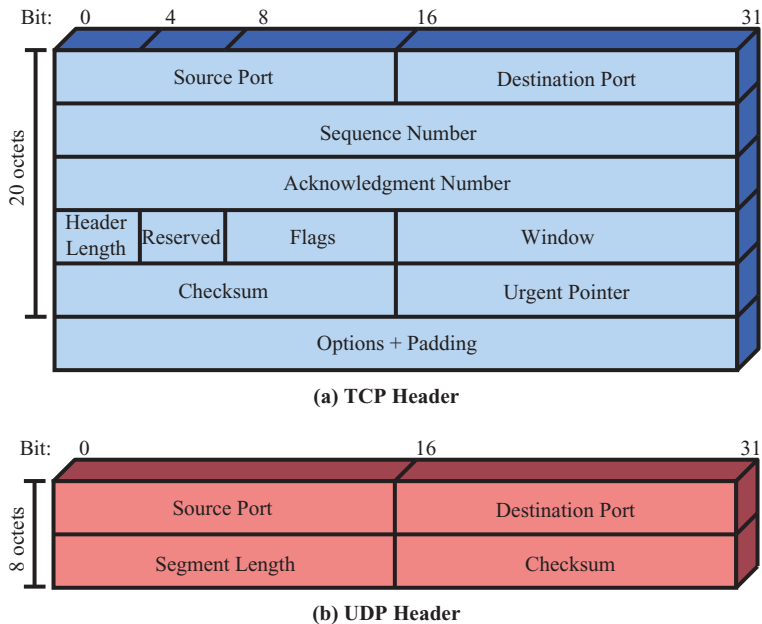 Bit: 0 4 8 16 31
20 octets
Source Port Destination Port
Sequence Number
Acknowledgment Number
Header
Length Reserved Flags Window
Checksum Urgent Pointer
Options + Padding
(a) TCP Header
Bit: 0 16 31
8 octets
Source Port Destination Port
Segment Length Checksum
(b) UDP Header